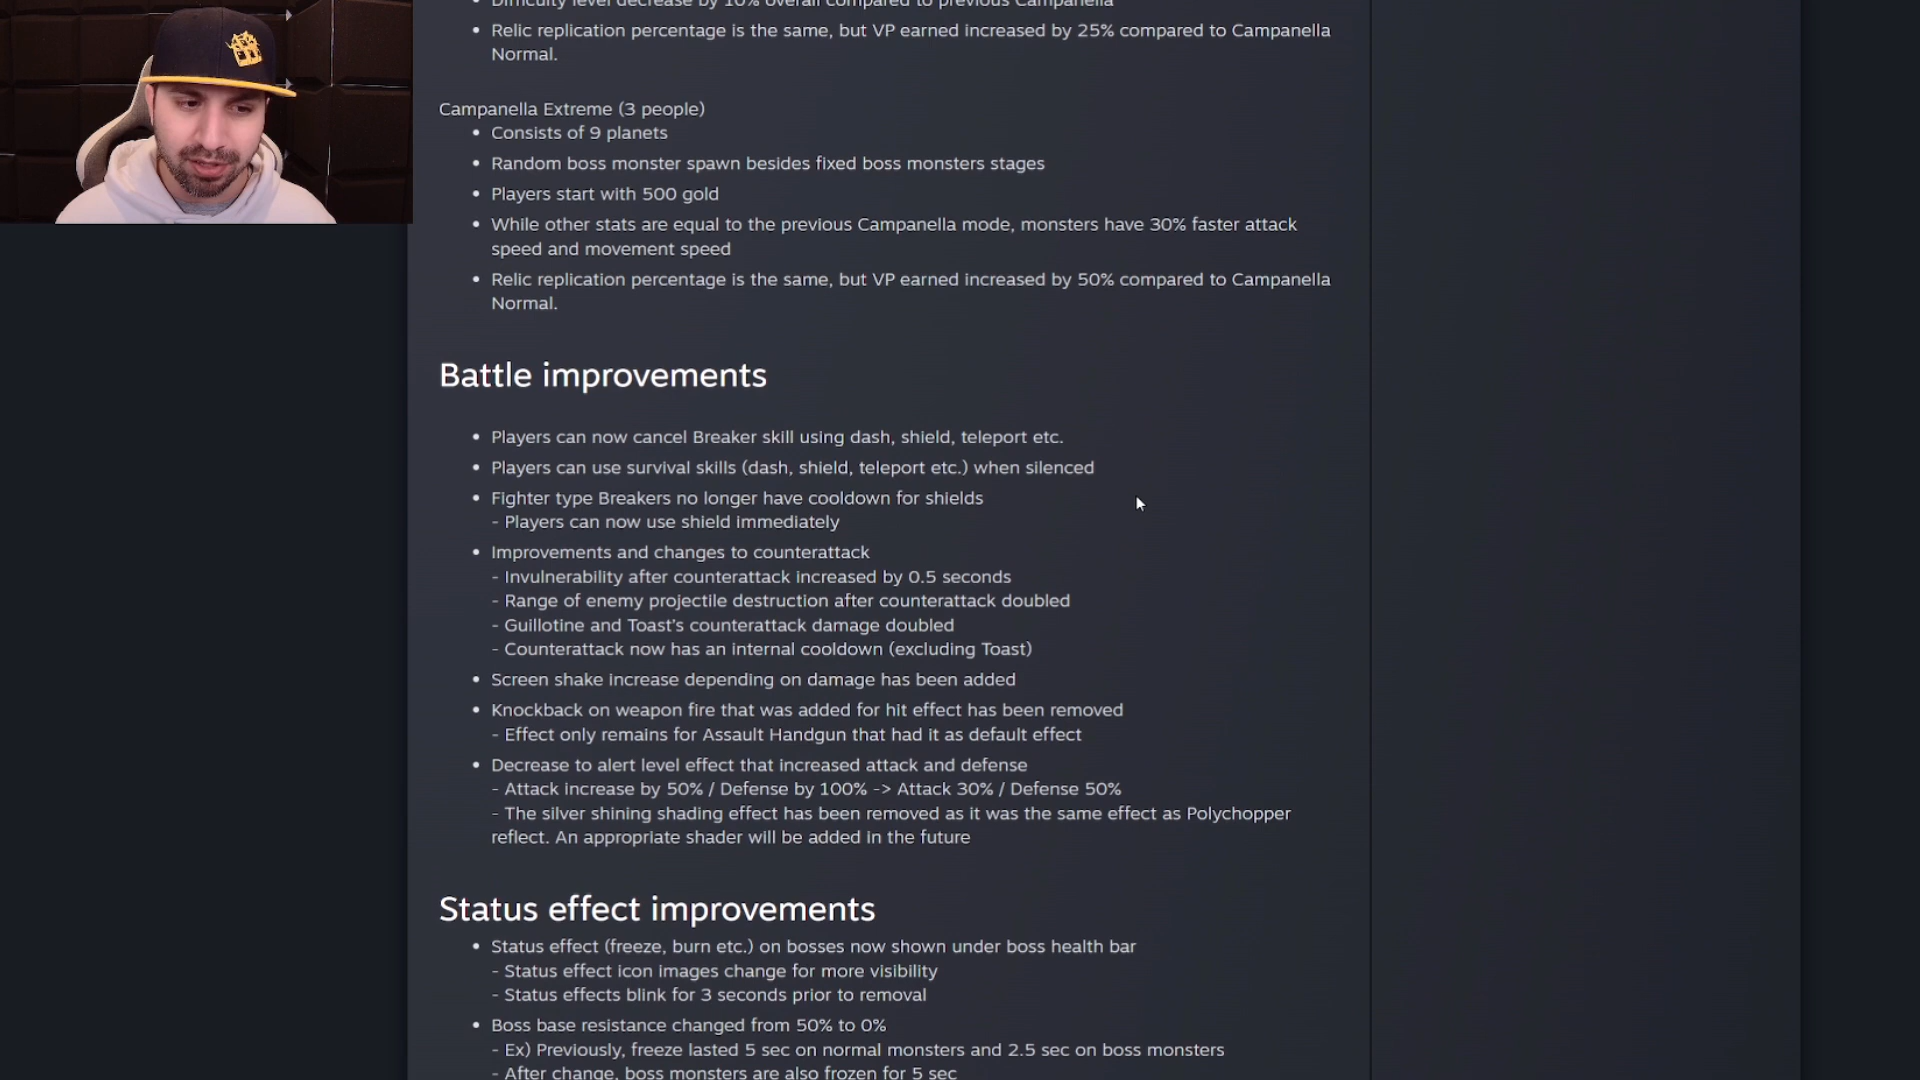 Difficulty level decrease by 10% overall compared to previous Campanella
• Relic replication percentage is the same, but VP earned increased by 25% compared to Campanella
Normal.
Campanella Extreme (3 people)
• Consists of 9 planets
• Random boss monster spawn besides fixed boss monsters stages
• Players start with 500 gold
• While other stats are equal to the previous Campanella mode, monsters have 30% faster attack
speed and movement speed
• Relic replication percentage is the same, but VP earned increased by 50% compared to Campanella
Normal.
Battle improvements
• Players can now cancel Breaker skill using dash, shield, teleport etc.
• Players can use survival skills (dash, shield, teleport etc.) when silenced
• Fighter type Breakers no longer have cooldown for shields
- Players can now use shield immediately
• Improvements and changes to counterattack
- Invulnerability after counterattack increased by 0.5 seconds
- Range of enemy projectile destruction after counterattack doubled
- Guillotine and Toast's counterattack damage doubled
- Counterattack now has an internal cooldown (excluding Toast)
• Screen shake increase depending on damage has been added
• Knockback on weapon fire that was added for hit effect has been removed
- Effect only remains for Assault Handgun that had it as default effect
• Decrease to alert level effect that increased attack and defense
- Attack increase by 50% / Defense by 100% -> Attack 30% / Defense 50%
- The silver shining shading effect has been removed as it was the same effect as Polychopper
reflect. An appropriate shader will be added in the future
Status effect improvements
• Status effect (freeze, burn etc.) on bosses now shown under boss health bar
- Status effect icon images change for more visibility
- Status effects blink for 3 seconds prior to removal
• Boss base resistance changed from 50% to 0%
- Ex) Previously, freeze lasted 5 sec on normal monsters and 2.5 sec on boss monsters
- After change, boss monsters are also frozen for 5 sec